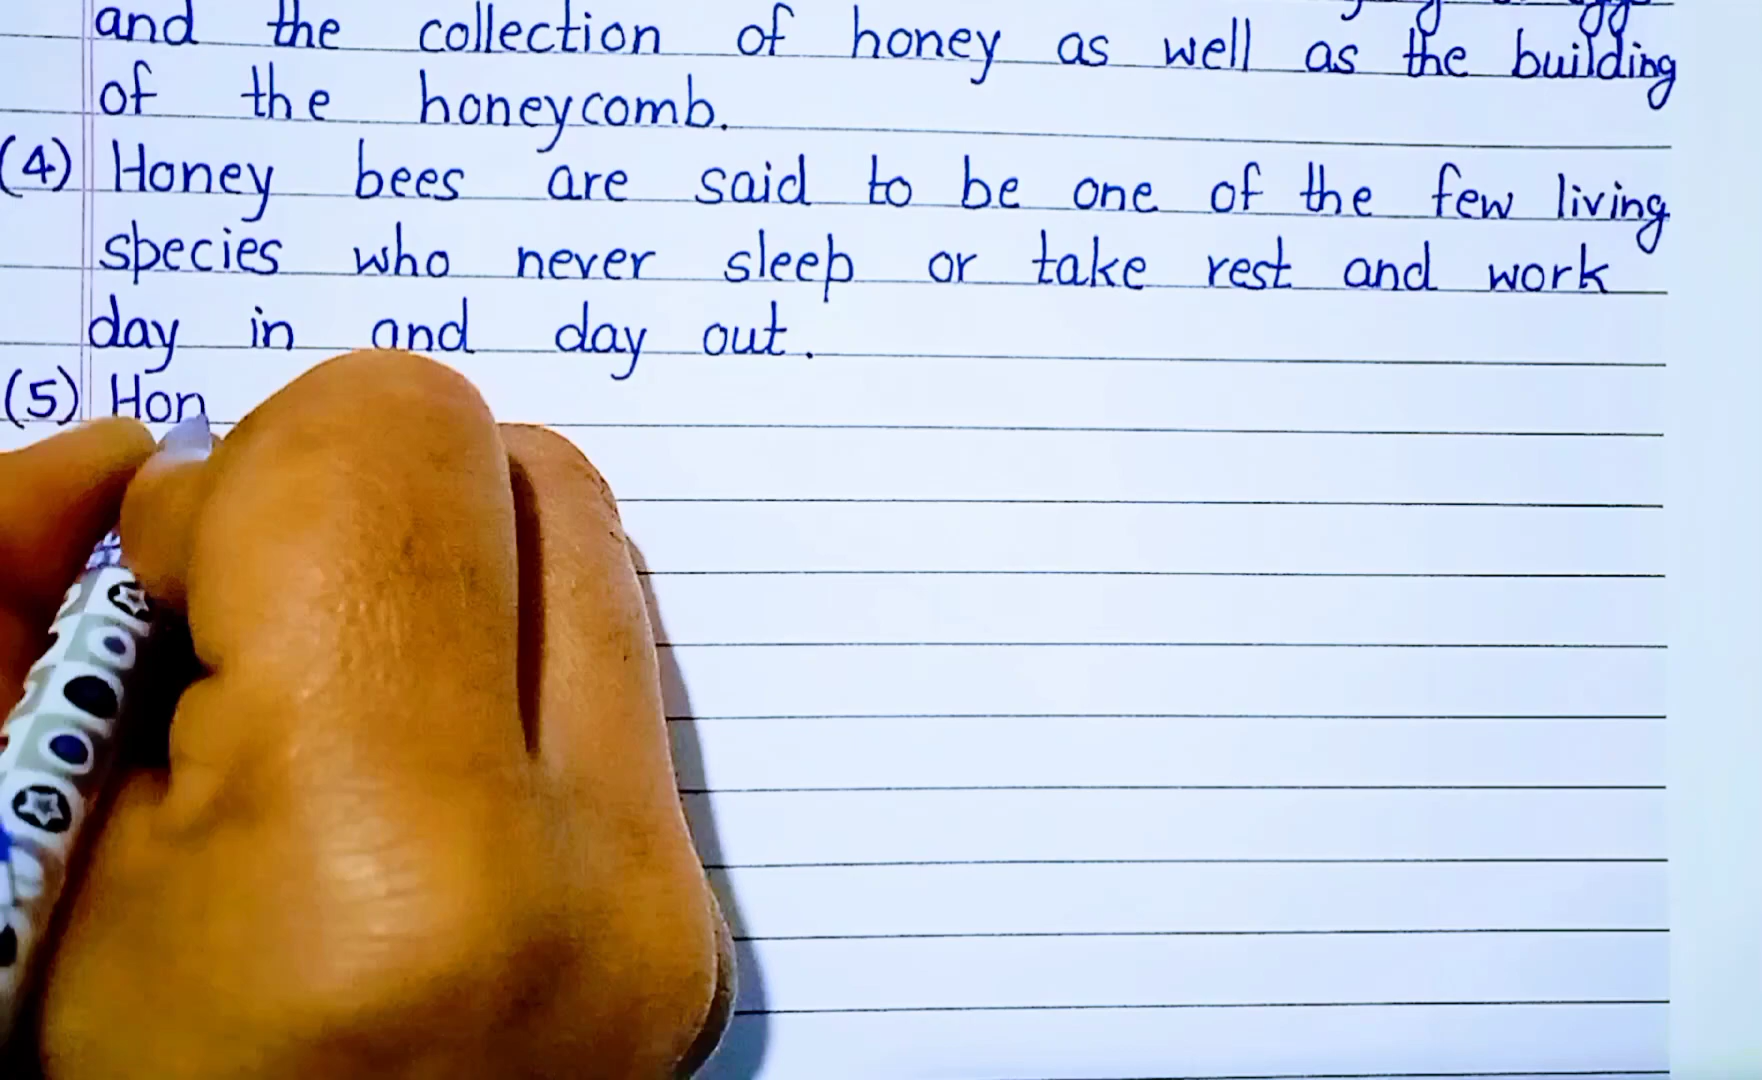 and the collection of honey as well as the building
of the honeycomb.
(4) Honey bees are said to be one of the few living
species who never sleep or take rest and work
day in and day out.
(5) Hon